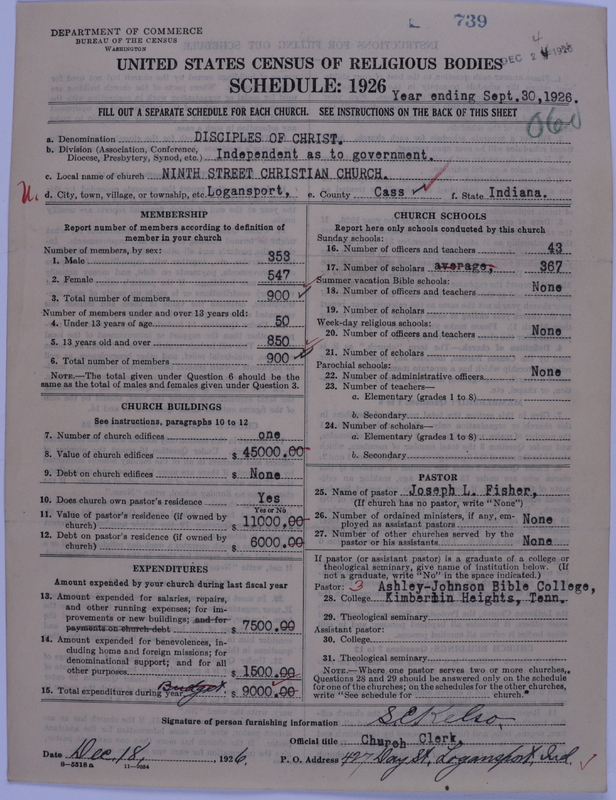 739
DEPARTMENT OF COMMERCE
BUREAU OF THE CENSUS
WASHINGTON
4
DEC 2 1926
UNITED STATES CENSUS OF RELIGIOUS BODIES
SCHEDULE: 1926
Year ending Sept.30,1926.
FILL OUT A SEPARATE SCHEDULE FOR EACH CHURCH. SEE INSTRUCTIONS ON THE BACK OF THIS SHEET
060
a. Denomination DISCIPLES OF CHRIST.
b. Division (Association, Conference, Diocese, Presbytery, Synod, etc.) Independent as to government.
c. Local name of church NINTH STREET CHRISTIAN CHURCH.
d. City, town, village, or township, etc. Logansport, e. County Cass f. State Indiana.
MEMBERSHIP
Report number of members according to definition of
member in your church
Number of members, by sex:
1. Male 353
2. Female 547
3. Total number of members 900
Number of members under and over 13 years old:
4. Under 13 years of age 50
5. 13 years old and over 850
6. Total number of members 900
NOTE.—The total given under Question 6 should be
same as the total of males and females given under Question 3.
CHURCH BUILDINGS
See instructions, paragraphs 10 to 12
7. Number of church edifices one
8. Value of church edifices $ 45000.00
9. Debt on church edifices $ None
10. Does church own pastor's residence Yes
Yes or No
11. Value of pastor's residence (if owned by
church) $ 11000.00
12. Debt on pastor's residence (if owned by
church) $ 6000.00
EXPENDITURES
Amount expended by church during last fiscal year
13. Amount expended for salaries, repairs,
and other running expenses; for im-
provements or new buildings; and for
payments on church debt $ 7500.00
14. Amount expended for benevolences, in-
cluding home and foreign missions; for
denominational support; and for all
other purposes $ 1500.00
Budget
15. Total expenditures during year $ 9000.00
CHURCH SCHOOLS
Report here only schools conducted by this church
Sunday schools:
16. Number of officers and teachers 43
17. Number of scholars average, 367
Summer vacation Bible schools:
18. Number of officers and teachers None
19. Number of scholars
Week-day religious schools:
20. Number of officers and teachers None
21. Number of scholars
Parochial schools:
22. Number of administrative officers None
23. Number of teachers—
a. Elementary (grades 1 to 8)
b. Secondary
24. Number of scholars—
a. Elementary (grades 1 to 8)
b. Secondary
PASTOR
25. Name of pastor Joseph L. Fisher,
(If church has no pastor, write "None")
26. Number of ordained ministers, if any, em-
ployed as assistant pastors None
27. Number of other churches served by the
pastor or his assistants None
If pastor (or assistant pastor) is a graduate of a college or
theological seminary, give name of institution below. (If
not a graduate, write "No" in the space indicated.)
Pastor: 3 Ashley-Johnson Bible College,
28. College Kimberlin Heights, Tenn.
29. Theological seminary
Assistant pastor:
30. College
31. Theological seminary
NOTE.—Where one pastor serves two or more churches,
Questions 28 and 29 should be answered only on the schedule
for one of the churches; on the schedules for the other churches,
write "See schedule for church."
Signature of person furnishing information S.C. Kelso.
Official title Church Clerk,
Date Dec. 18, 1926. P. O. Address 427 Day St, Logansport, Ind.
8—5518 a 11—9034